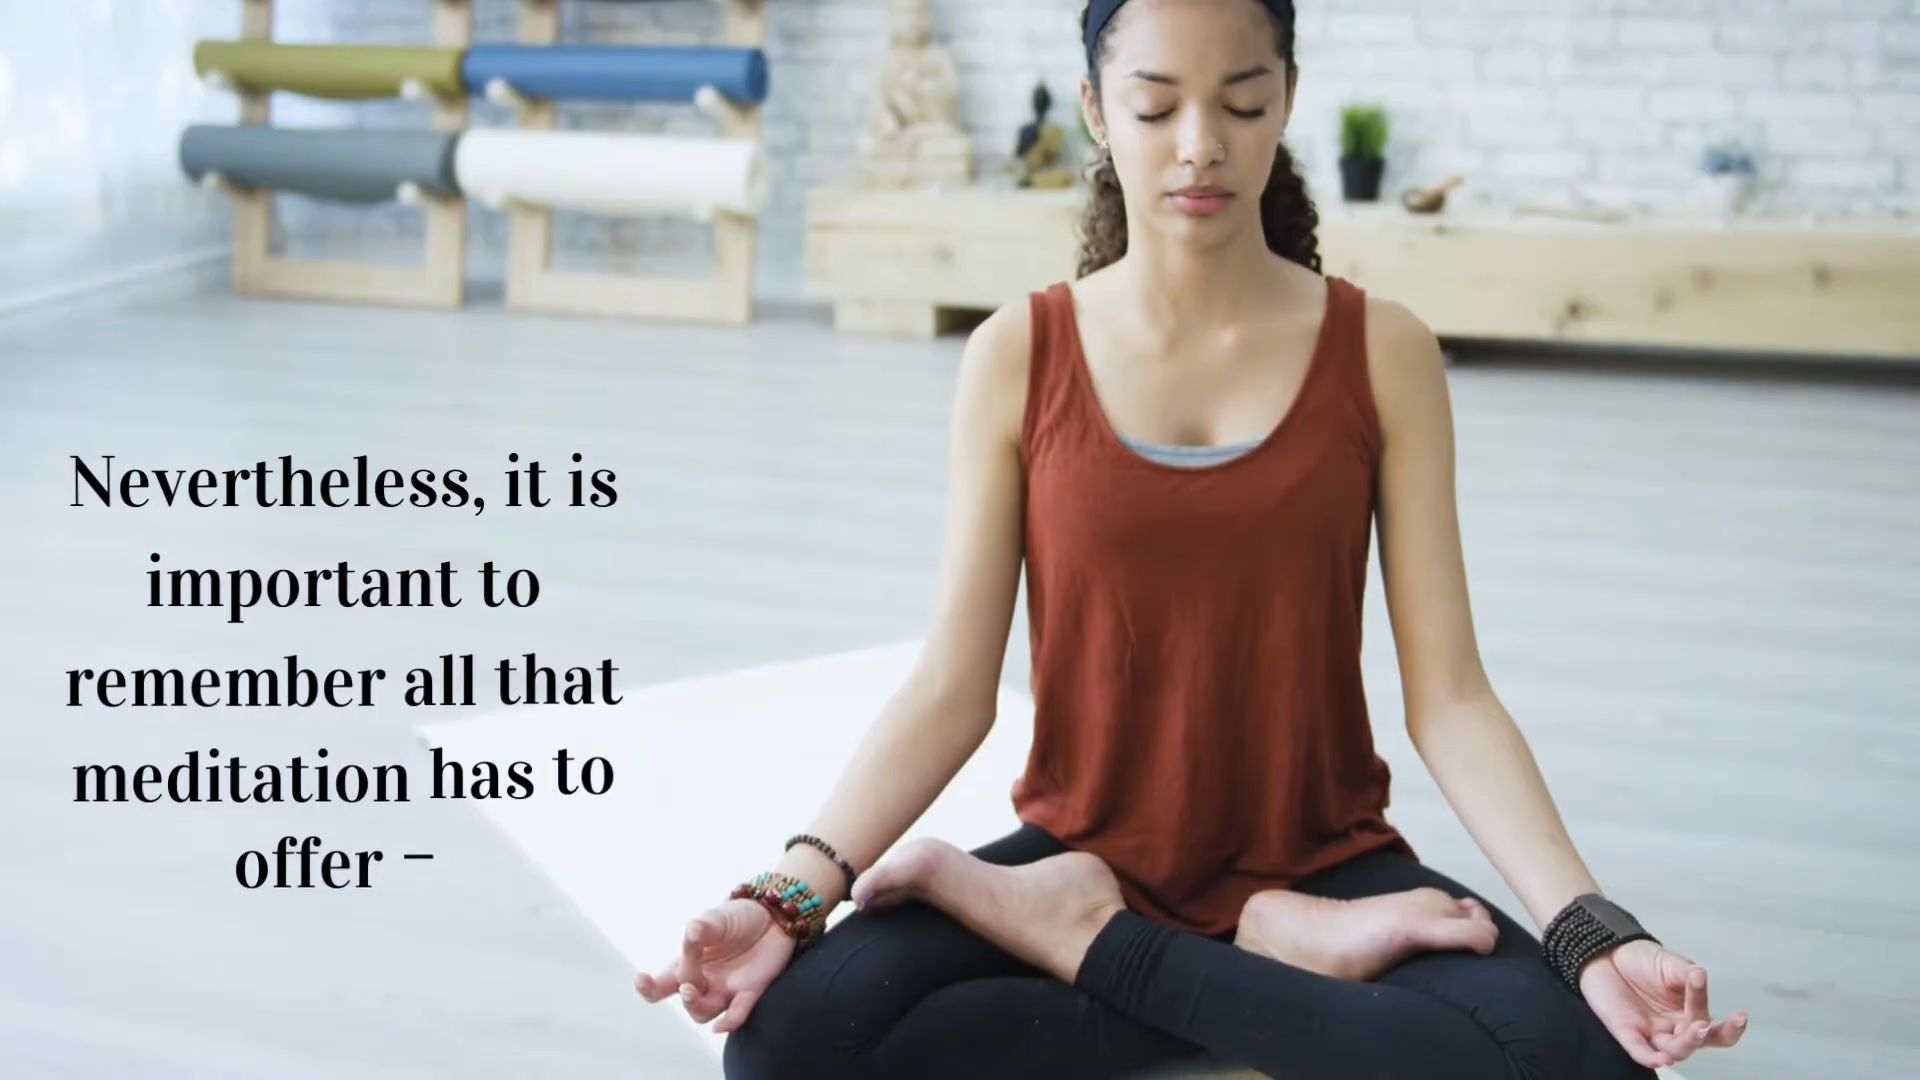 Nevertheless, it is
important to
remember all that
meditation has to
offer –